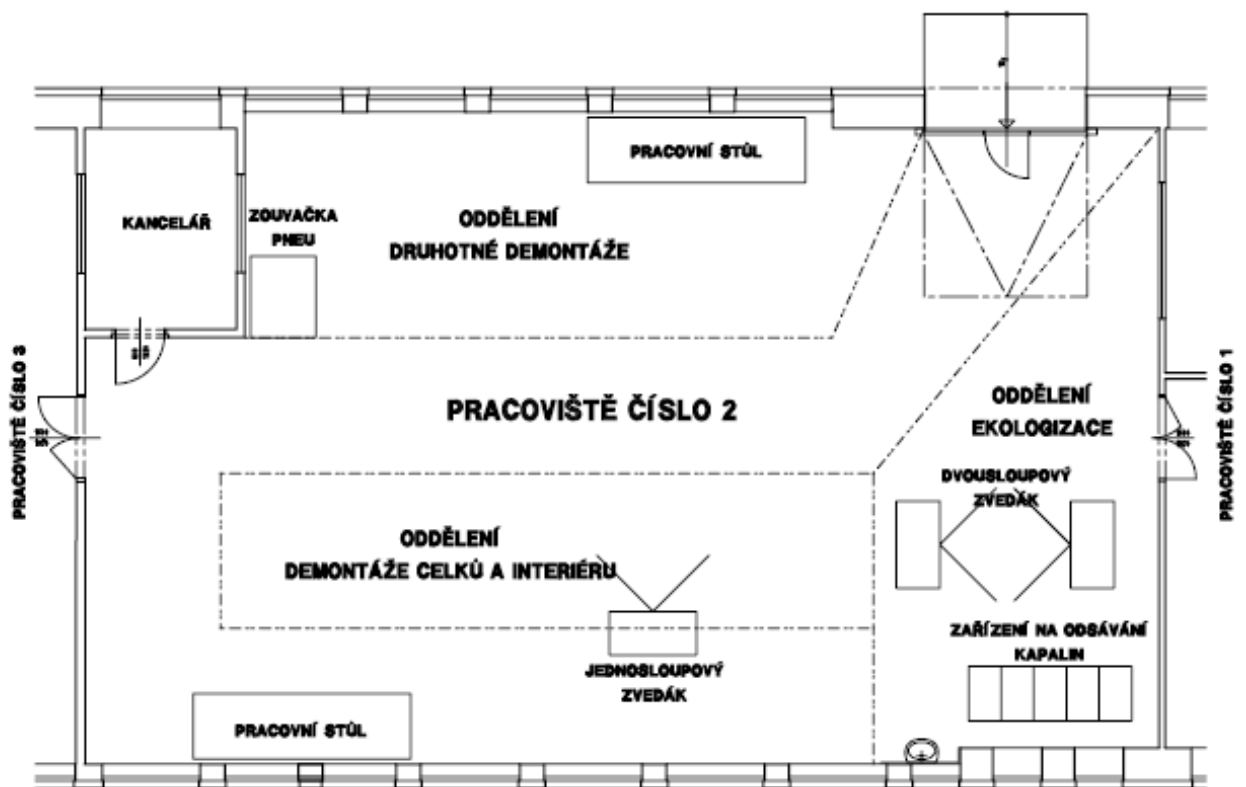 PRACOVNÍ STŮL
KANCELÁŘ
ZOUVAČKA
PNEU
ODDĚLENÍ
DRUHOTNÉ DEMONTÁŽE
PRACOVIŠTĚ ČÍSLO 3
PRACOVIŠTĚ ČÍSLO 2
ODDĚLENÍ
EKOLOGIZACE
PRACOVIŠTĚ ČÍSLO 1
DVOUSLOUPOVÝ
ZVEDÁK
ODDĚLENÍ
DEMONTÁŽE CELKŮ A INTERIÉRU
ZAŘÍZENÍ NA ODSÁVÁNÍ
KAPALIN
JEDNOSLOUPOVÝ
ZVEDÁK
PRACOVNÍ STŮL